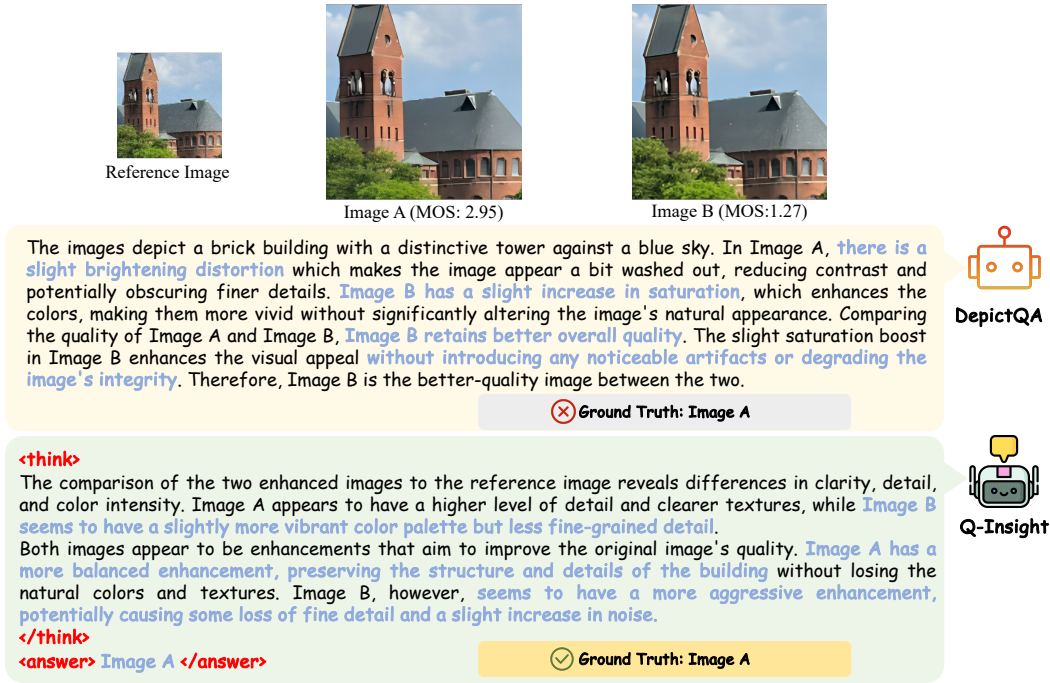 Reference Image
Image A (MOS: 2.95)
Image B (MOS:1.27)
The images depict a brick building with a distinctive tower against a blue sky. In Image A, there is a
slight brightening distortion which makes the image appear a bit washed out, reducing contrast and
potentially obscuring finer details. Image B has a slight increase in saturation, which enhances the
colors, making them more vivid without significantly altering the image's natural appearance. Comparing
the quality of Image A and Image B, Image B retains better overall quality. The slight saturation boost
in Image B enhances the visual appeal without introducing any noticeable artifacts or degrading the
image's integrity. Therefore, Image B is the better-quality image between the two.
Ground Truth: Image A
DepictQA
<think>
The comparison of the two enhanced images to the reference image reveals differences in clarity, detail,
and color intensity. Image A appears to have a higher level of detail and clearer textures, while Image B
seems to have a slightly more vibrant color palette but less fine-grained detail.
Both images appear to be enhancements that aim to improve the original image's quality. Image A has a
more balanced enhancement, preserving the structure and details of the building without losing the
natural colors and textures. Image B, however, seems to have a more aggressive enhancement,
potentially causing some loss of fine detail and a slight increase in noise.
</think>
<answer> Image A </answer>
Ground Truth: Image A
Q-Insight